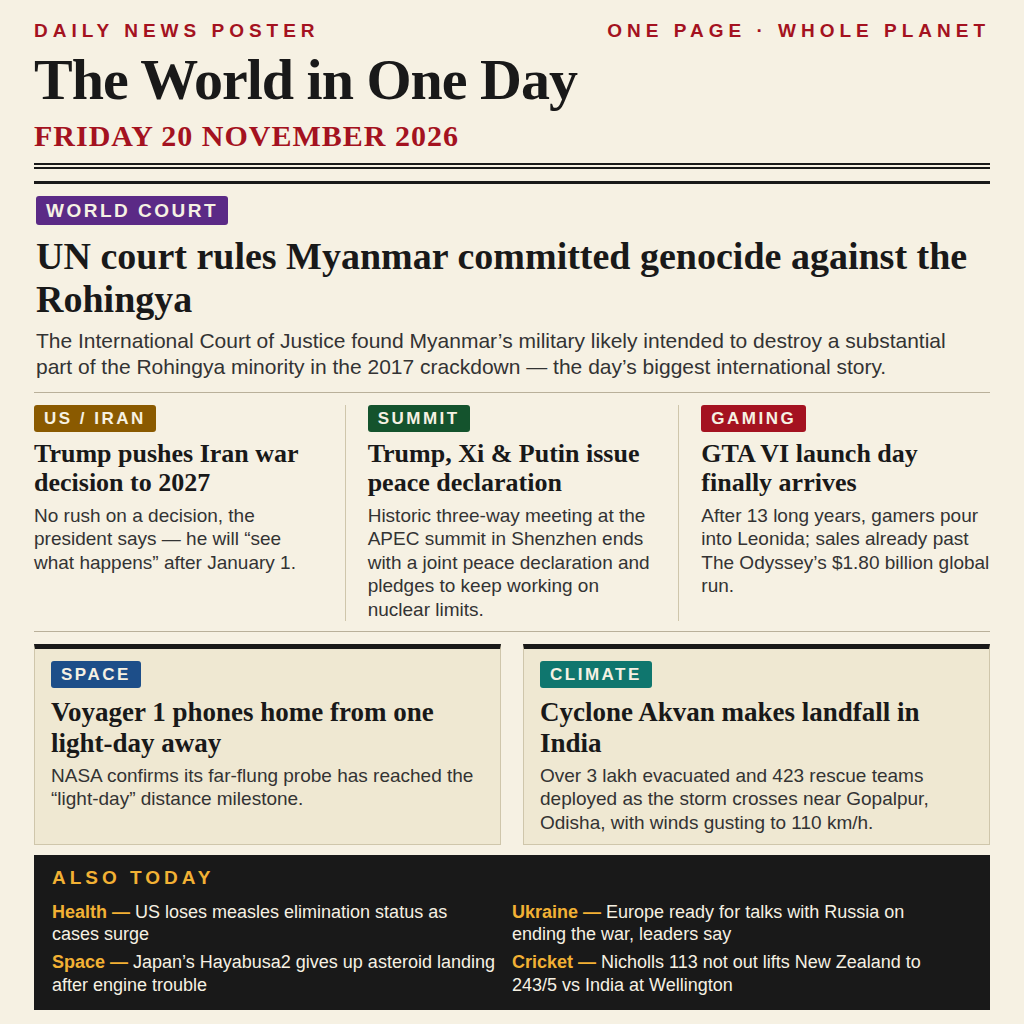 DAILY NEWS POSTER
ONE PAGE · WHOLE PLANET
The World in One Day
FRIDAY 20 NOVEMBER 2026
WORLD COURT
UN court rules Myanmar committed genocide against the
Rohingya
The International Court of Justice found Myanmar’s military likely intended to destroy a substantial
part of the Rohingya minority in the 2017 crackdown — the day’s biggest international story.
US / IRAN
Trump pushes Iran war
decision to 2027
No rush on a decision, the
president says — he will “see
what happens” after January 1.
SUMMIT
Trump, Xi & Putin issue
peace declaration
Historic three-way meeting at the
APEC summit in Shenzhen ends
with a joint peace declaration and
pledges to keep working on
nuclear limits.
GAMING
GTA VI launch day
finally arrives
After 13 long years, gamers pour
into Leonida; sales already past
The Odyssey’s $1.80 billion global
run.
SPACE
Voyager 1 phones home from one
light-day away
NASA confirms its far-flung probe has reached the
“light-day” distance milestone.
CLIMATE
Cyclone Akvan makes landfall in
India
Over 3 lakh evacuated and 423 rescue teams
deployed as the storm crosses near Gopalpur,
Odisha, with winds gusting to 110 km/h.
ALSO TODAY
Health — US loses measles elimination status as
cases surge
Ukraine — Europe ready for talks with Russia on
ending the war, leaders say
Space — Japan’s Hayabusa2 gives up asteroid landing
after engine trouble
Cricket — Nicholls 113 not out lifts New Zealand to
243/5 vs India at Wellington